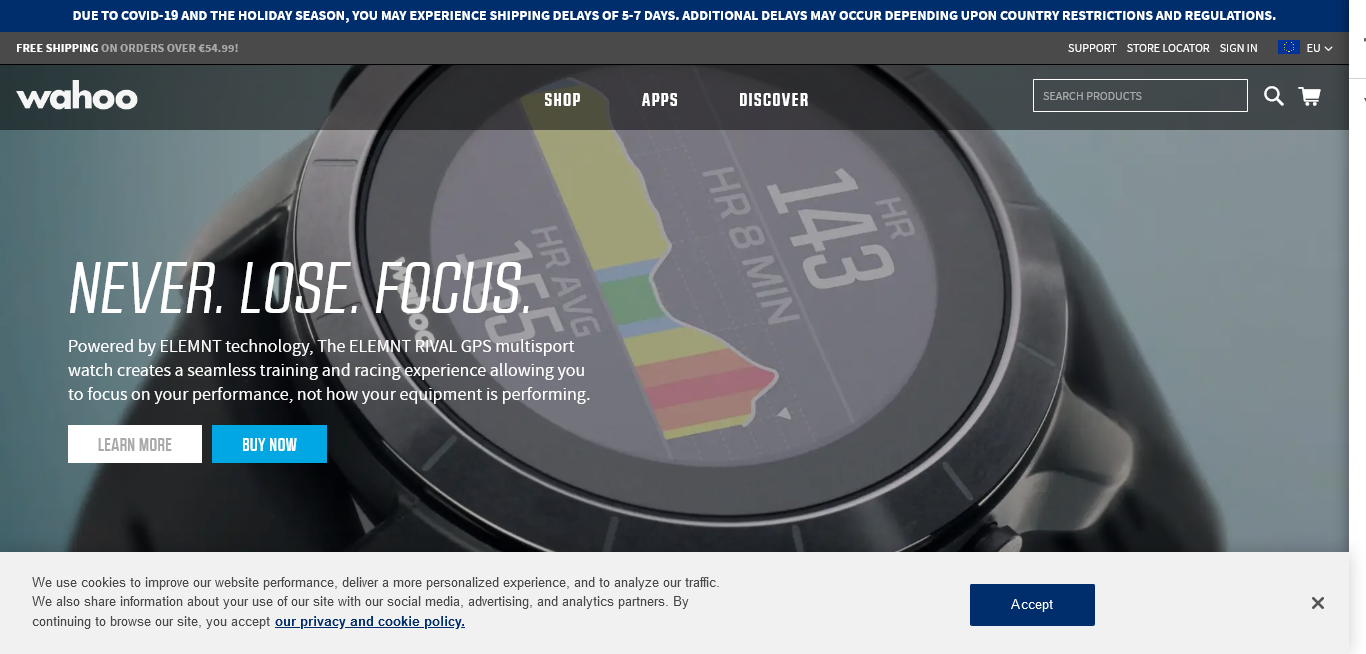 DUE TO COVID-19 AND THE HOLIDAY SEASON, YOU MAY EXPERIENCE SHIPPING DELAYS OF 5-7 DAYS. ADDITIONAL DELAYS MAY OCCUR DEPENDING UPON COUNTRY RESTRICTIONS AND REGULATIONS.
FREE SHIPPING ON ORDERS OVER €54.99!
SUPPORT STORE LOCATOR SIGN IN EU
wahoo
SHOP APPS DISCOVER
SEARCH PRODUCTS
HR
143
HR 8 MIN
HR AVG
155
wahoo
NEVER. LOSE. FOCUS.
Powered by ELEMNT technology, The ELEMNT RIVAL GPS multisport
watch creates a seamless training and racing experience allowing you
to focus on your performance, not how your equipment is performing.
LEARN MORE BUY NOW
We use cookies to improve our website performance, deliver a more personalized experience, and to analyze our traffic.
We also share information about your use of our site with our social media, advertising, and analytics partners. By
continuing to browse our site, you accept our privacy and cookie policy.
Accept